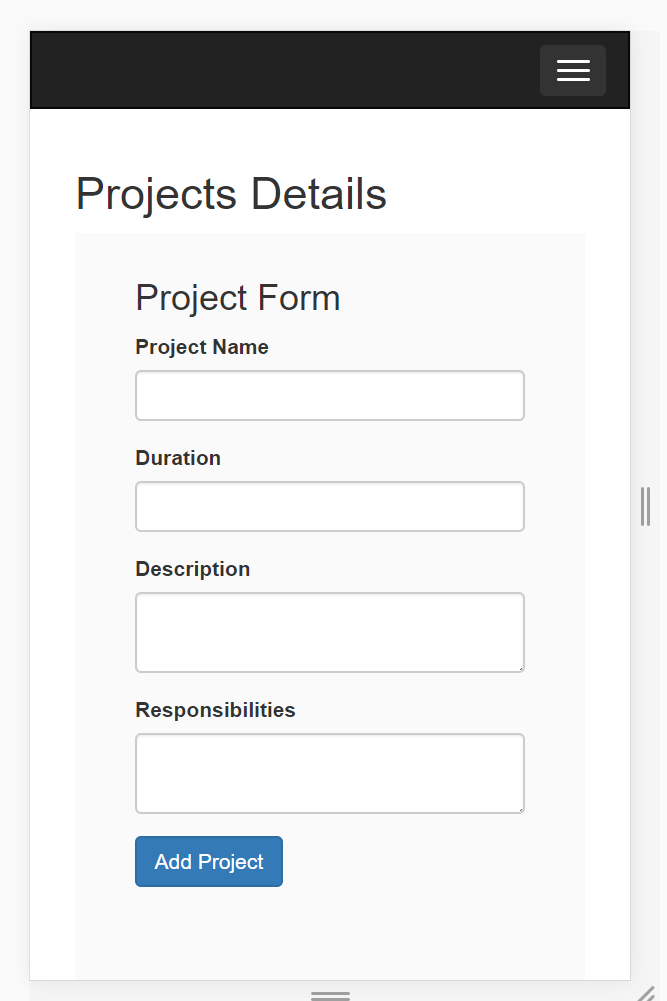 Projects Details
Project Form
Project Name
Duration
Description
Responsibilities
Add Project